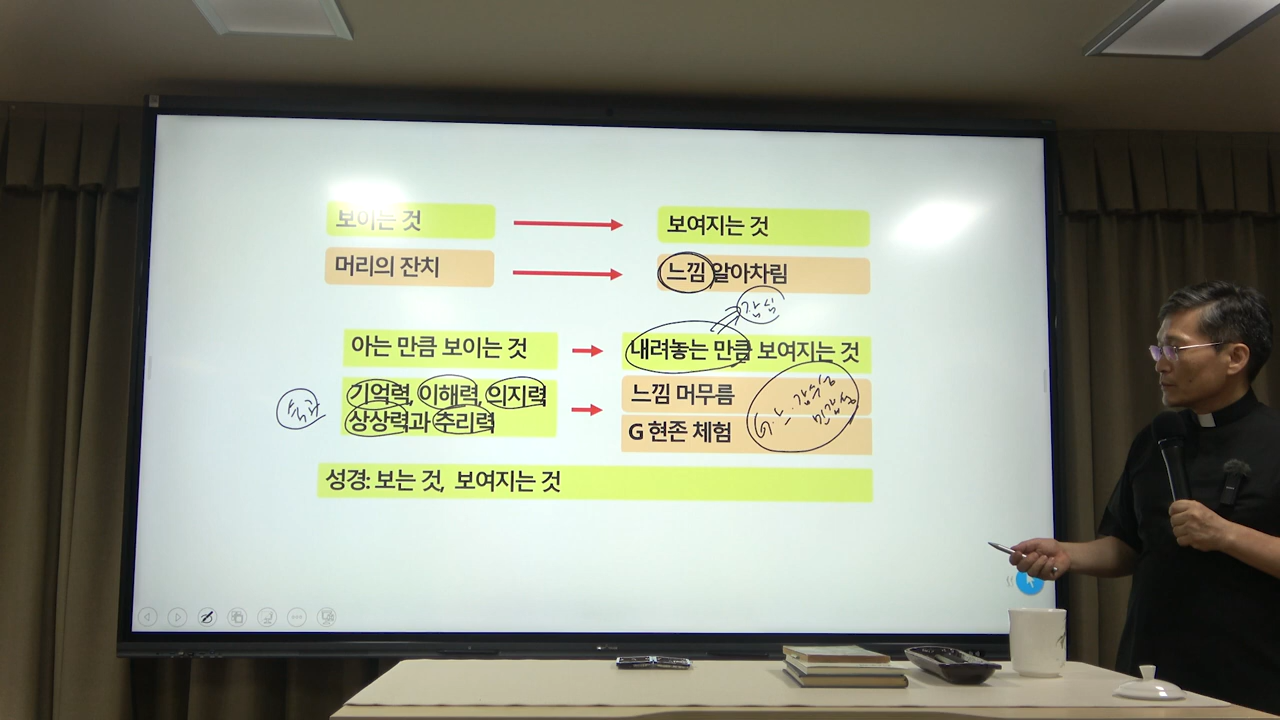 보이는 것
보여지는 것
머리의 잔치
느낌 알아차림
아는 만큼 보이는 것
내려놓는 만큼 보여지는 것
기억력, 이해력, 의지력
상상력과 추리력
느낌 머무름
G 현존 체험
성경: 보는 것, 보여지는 것